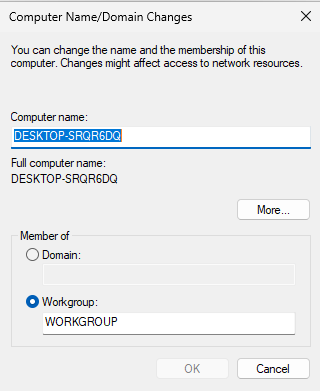 Computer Name/Domain Changes
You can change the name and the membership of this
computer. Changes might affect access to network resources.
Computer name:
DESKTOP-SRQR6DQ
Full computer name:
DESKTOP-SRQR6DQ
More...
Member of
Domain:
Workgroup:
WORKGROUP
OK
Cancel